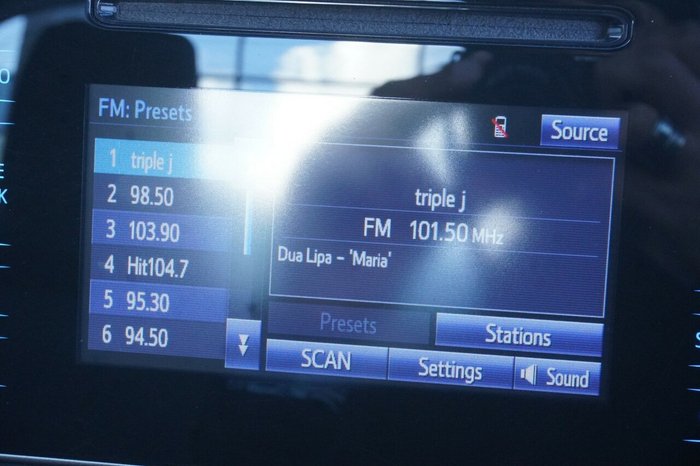 FM: Presets
Source
1 triple j
2 98.50
3 103.90
4 Hit104.7
5 95.30
6 94.50
triple j
FM 101.50 MHz
Dua Lipa – 'Maria'
Presets
Stations
SCAN
Settings
Sound